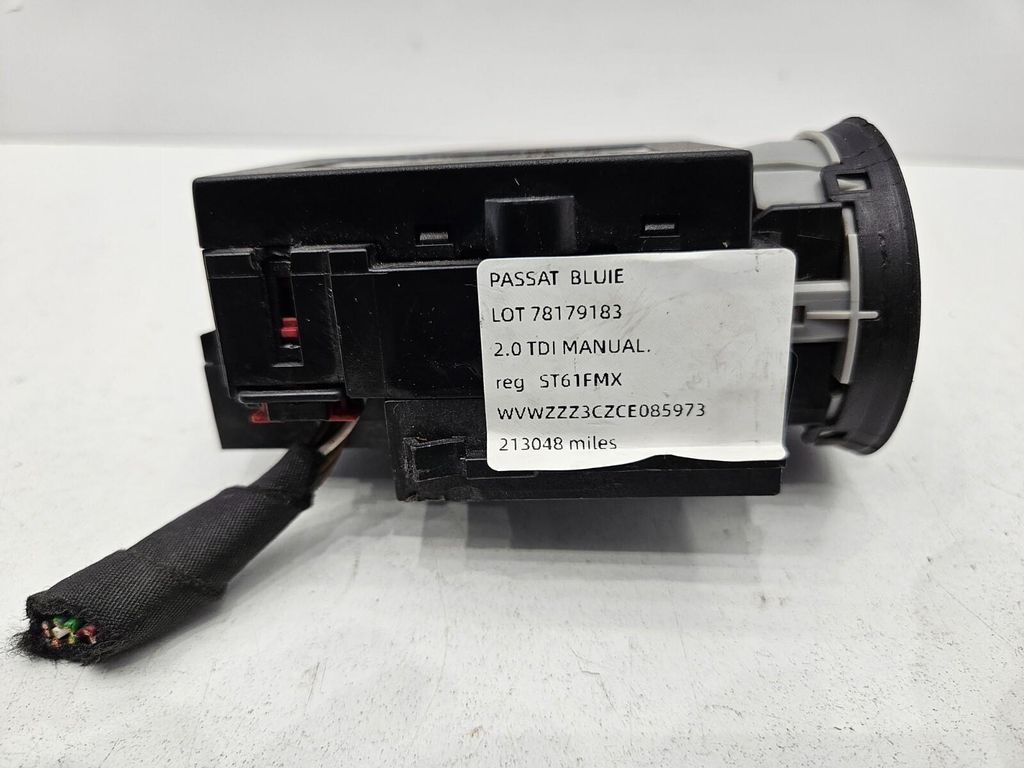 PASSAT BLUIE
LOT 78179183
2.0 TDI MANUAL.
reg ST61FMX
WVWZZZ3CZCE085973
213048 miles